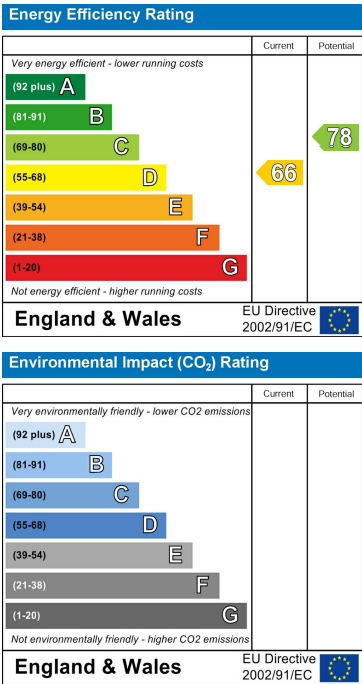 Energy Efficiency Rating
Current Potential
Very energy efficient - lower running costs
(92 plus) A
(81-91) B
(69-80) C
78
(55-68) D
66
(39-54) E
(21-38) F
(1-20) G
Not energy efficient - higher running costs
England & Wales
EU Directive
2002/91/EC
Environmental Impact (CO₂) Rating
Current Potential
Very environmentally friendly - lower CO2 emissions
(92 plus) A
(81-91) B
(69-80) C
(55-68) D
(39-54) E
(21-38) F
(1-20) G
Not environmentally friendly - higher CO2 emissions
England & Wales
EU Directive
2002/91/EC